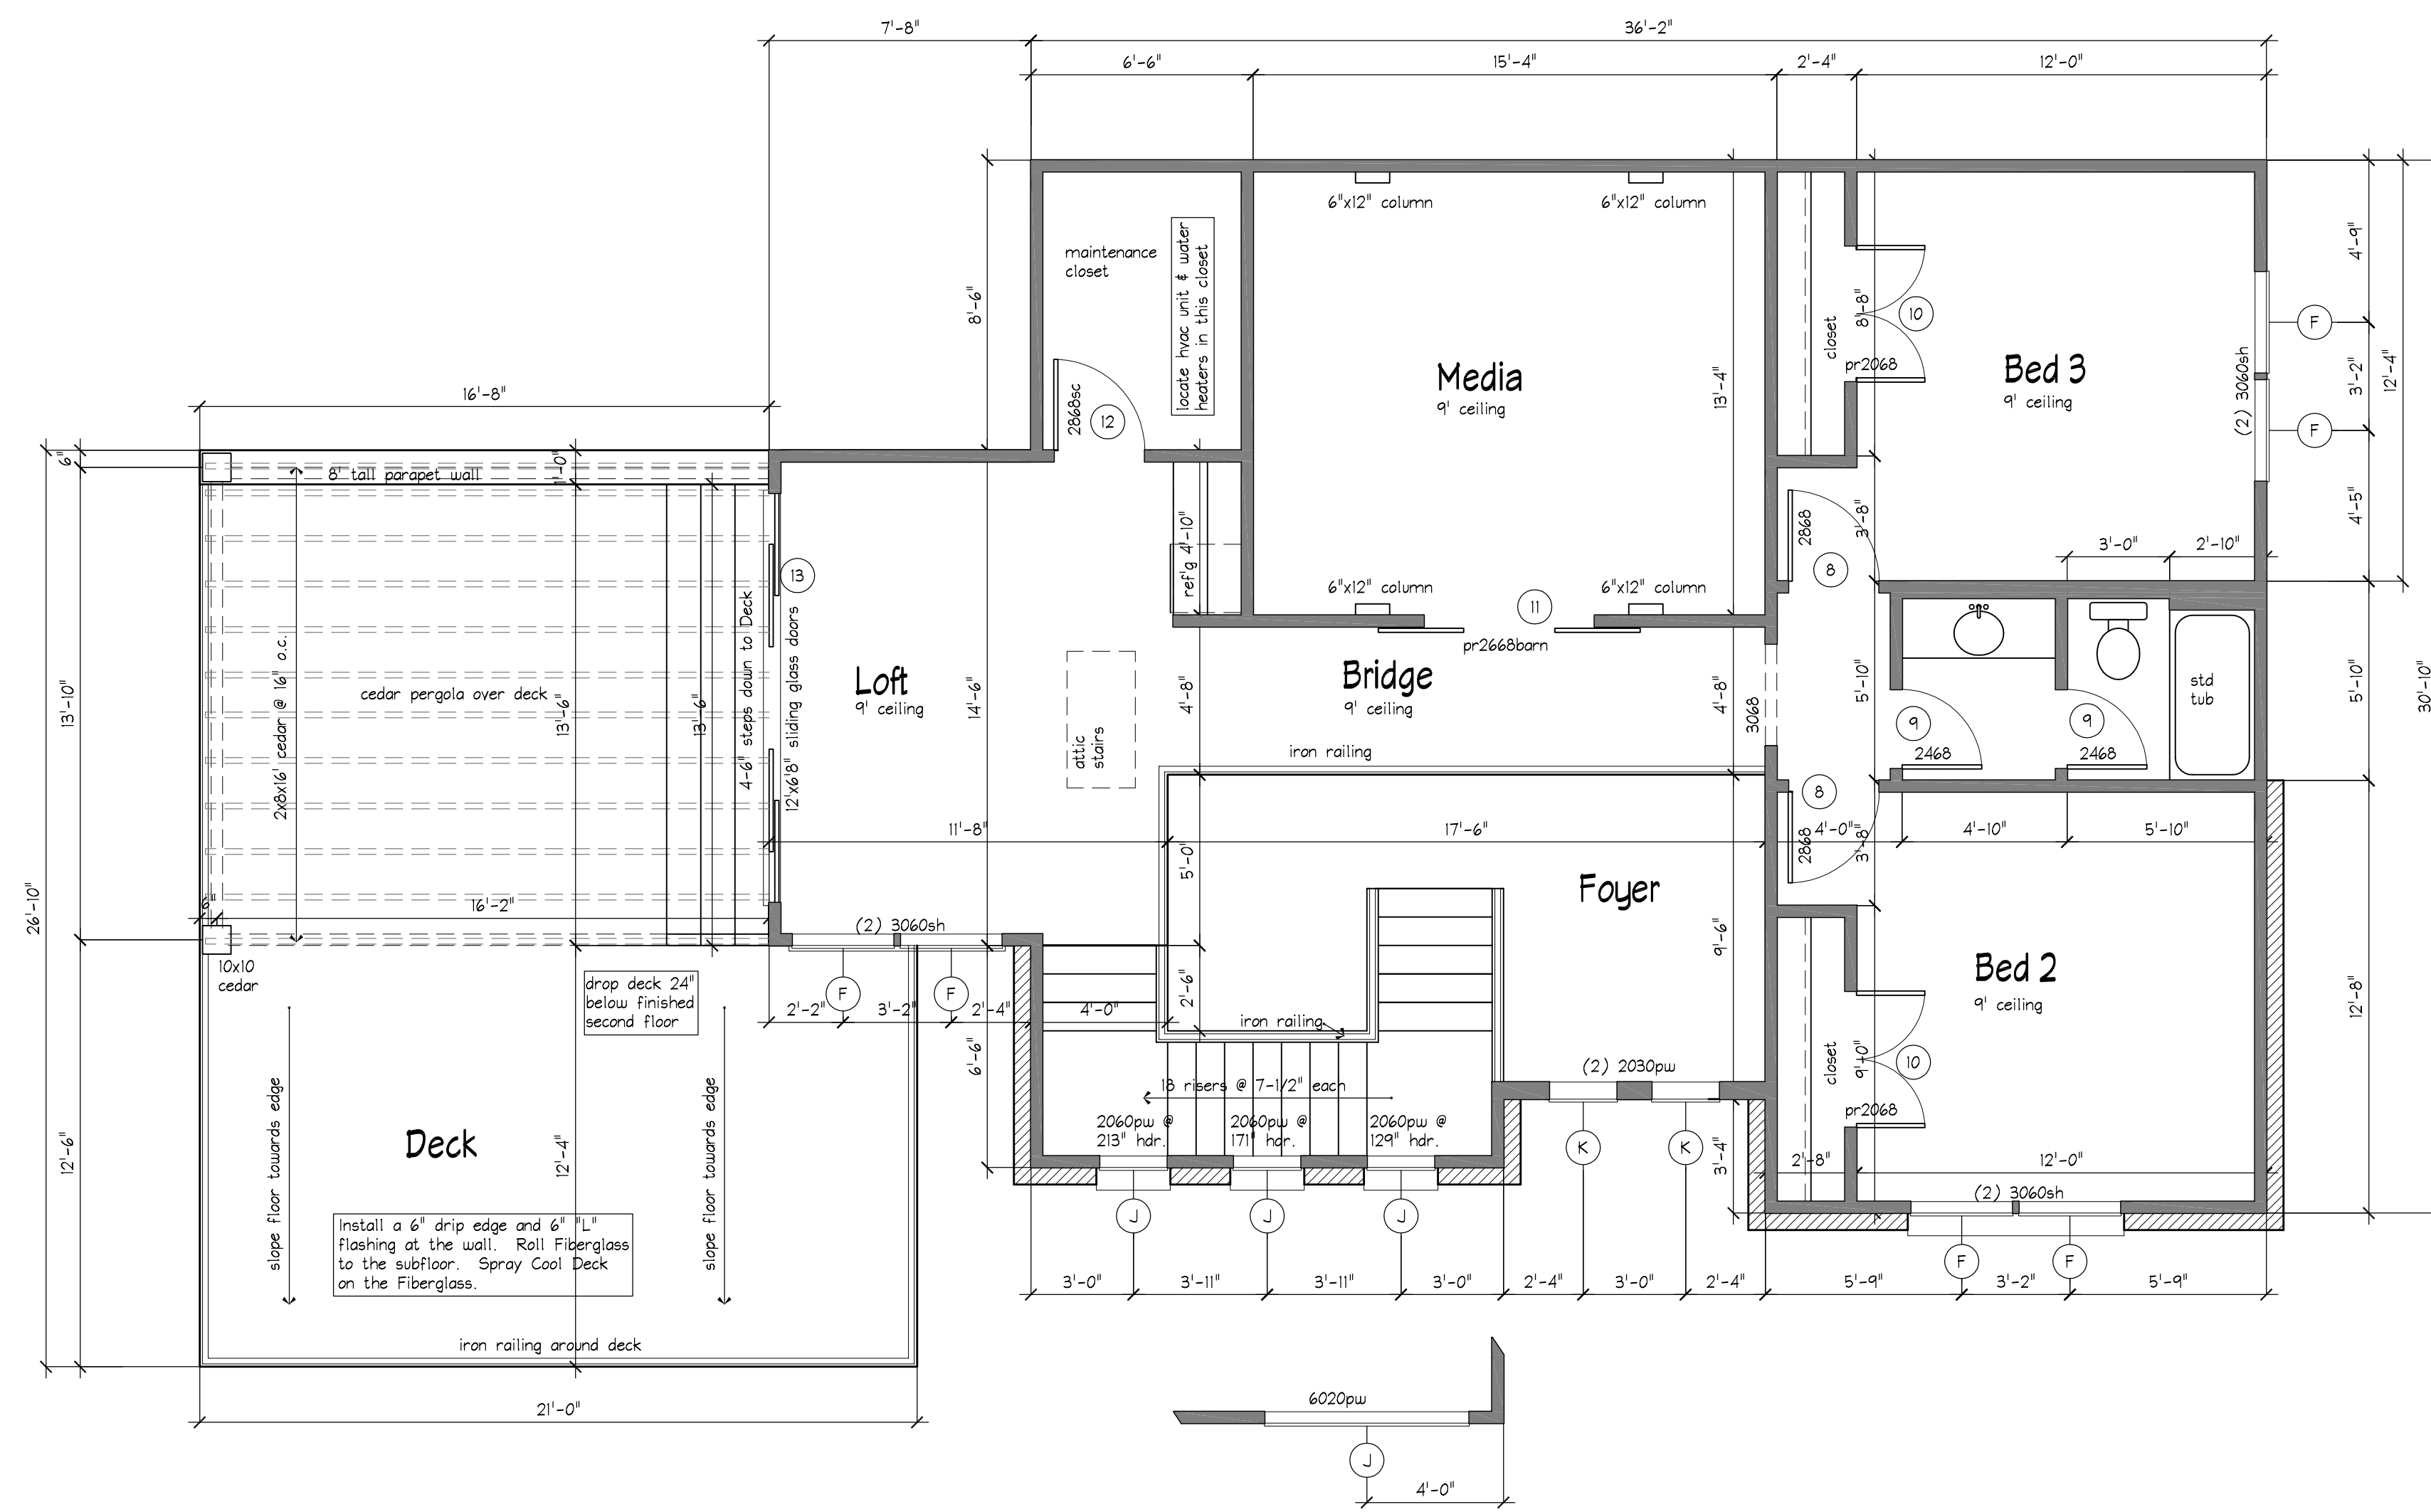 7'-8"
36'-2"
6'-6"
15'-4"
2'-4"
12'-0"
6"x12" column
6"x12" column
maintenance
closet
locate hvac unit & water
heaters in this closet
8'-6"
2868sc
12
Media
9' ceiling
13'-4"
closet
8'-8"
10
pr2068
Bed 3
9' ceiling
(2) 3060sh
4'-9"
F
3'-2"
12'-4"
F
4'-5"
16'-8"
6"
8' tall parapet wall
1'-0"
13
ref'g 4'-10"
6"x12" column
6"x12" column
11
pr2668barn
2868
3'-8"
8
3'-0"
2'-10"
13'-10"
2x8x16' cedar @ 16" o.c.
cedar pergola over deck
13'-6"
13'-6"
4-6" steps down to Deck
12'x6'8" sliding glass doors
Loft
9' ceiling
14'-6"
attic
stairs
4'-8"
Bridge
9' ceiling
iron railing
4'-8"
3068
5'-10"
9
2468
9
2468
std
tub
5'-10"
30'-10"
8
2868
4'-0"
3'-8"
4'-10"
5'-10"
11'-8"
17'-6"
5'-0"
26'-10"
6"
16'-2"
(2) 3060sh
Foyer
9'-6"
10x10
cedar
drop deck 24"
below finished
second floor
F
F
2'-2"
3'-2"
2'-4"
4'-0"
2'-6"
iron railing
Bed 2
9' ceiling
12'-8"
6'-6"
(2) 2030pw
closet
9'-0"
10
pr2068
18 risers @ 7-1/2" each
2060pw @
213" hdr.
2060pw @
171" hdr.
2060pw @
129" hdr.
K
K
3'-4"
2'-8"
12'-0"
(2) 3060sh
12'-6"
slope floor towards edge
Deck
12'-4"
slope floor towards edge
Install a 6" drip edge and 6" "L"
flashing at the wall. Roll Fiberglass
to the subfloor. Spray Cool Deck
on the Fiberglass.
J
J
J
F
F
3'-0"
3'-11"
3'-11"
3'-0"
2'-4"
3'-0"
2'-4"
5'-9"
3'-2"
5'-9"
iron railing around deck
21'-0"
6020pw
J
4'-0"